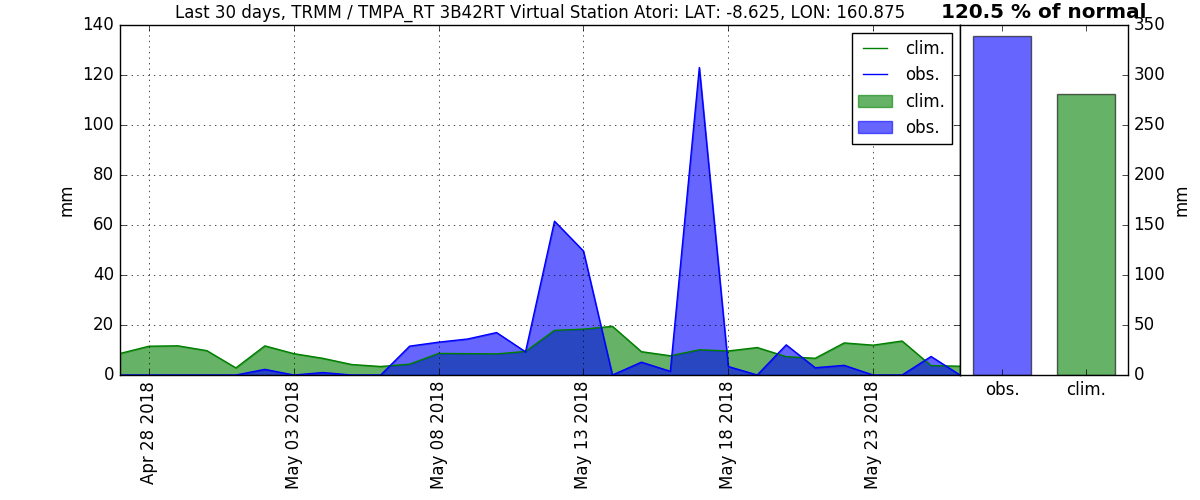 Last 30 days, TRMM / TMPA_RT 3B42RT Virtual Station Atori: LAT: -8.625, LON: 160.875
120.5 % of normal
140
120
100
80
60
40
20
0
mm
clim.
obs.
clim.
obs.
Apr 28 2018
May 03 2018
May 08 2018
May 13 2018
May 18 2018
May 23 2018
350
300
250
200
150
100
50
0
mm
obs.
clim.